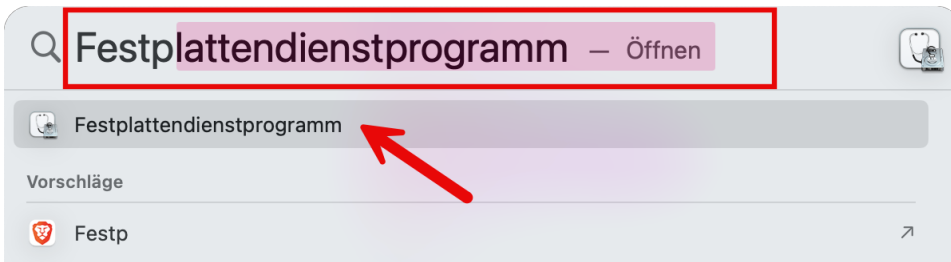 Festplattendienstprogramm — Öffnen
Festplattendienstprogramm
Vorschläge
Festp